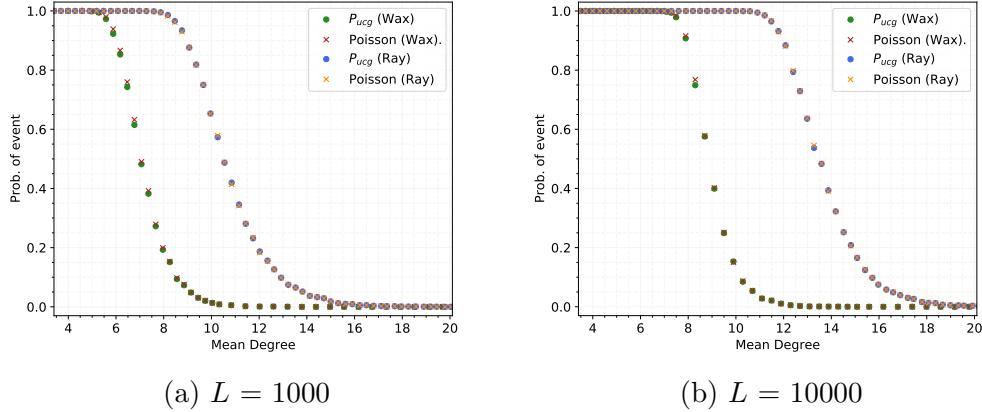 1.0
0.8
0.6
0.4
0.2
0.0
Prob. of event
4 6 8 10 12 14 16 18 20
Mean Degree
P_ucg (Wax)
Poisson (Wax).
P_ucg (Ray)
Poisson (Ray)
(a) L = 1000
1.0
0.8
0.6
0.4
0.2
0.0
Prob. of event
4 6 8 10 12 14 16 18 20
Mean Degree
P_ucg (Wax)
Poisson (Wax).
P_ucg (Ray)
Poisson (Ray)
(b) L = 10000